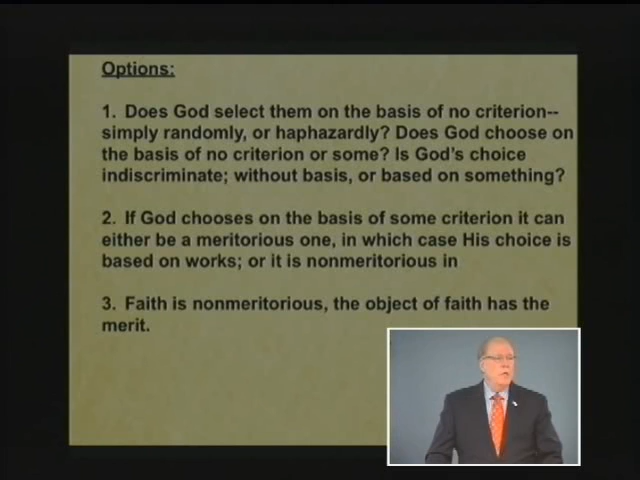 Options:
1. Does God select them on the basis of no criterion--
simply randomly, or haphazardly? Does God choose on
the basis of no criterion or some? Is God's choice
indiscriminate; without basis, or based on something?
2. If God chooses on the basis of some criterion it can
either be a meritorious one, in which case His choice is
based on works; or it is nonmeritorious in
3. Faith is nonmeritorious, the object of faith has the
merit.